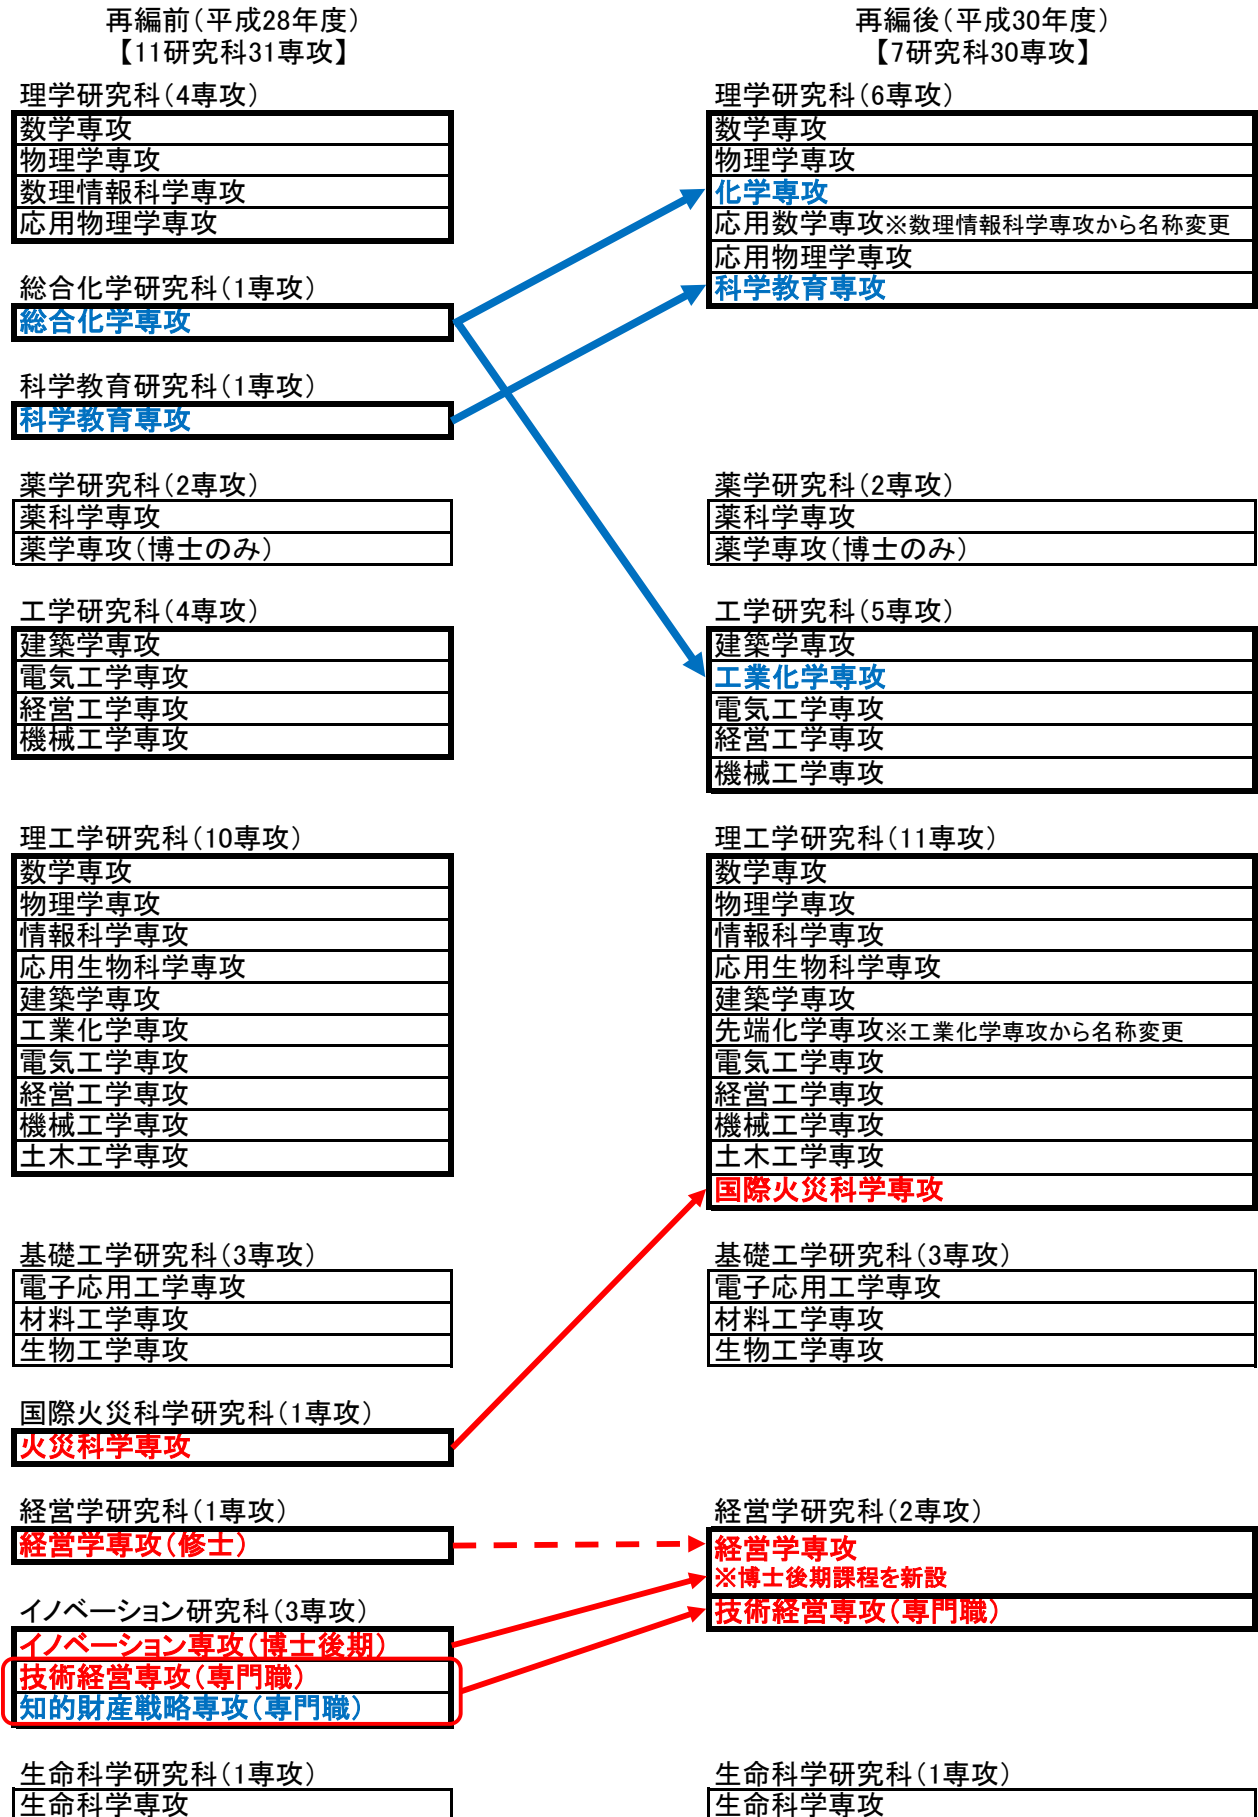 再編前（平成28年度）
【11研究科31専攻】
理学研究科（4専攻）
数学専攻
物理学専攻
数理情報科学専攻
応用物理学専攻
総合化学研究科（1専攻）
総合化学専攻
科学教育研究科（1専攻）
科学教育専攻
薬学研究科（2専攻）
薬科学専攻
薬学専攻（博士のみ）
工学研究科（4専攻）
建築学専攻
電気工学専攻
経営工学専攻
機械工学専攻
理工学研究科（10専攻）
数学専攻
物理学専攻
情報科学専攻
応用生物科学専攻
建築学専攻
工業化学専攻
電気工学専攻
経営工学専攻
機械工学専攻
土木工学専攻
基礎工学研究科（3専攻）
電子応用工学専攻
材料工学専攻
生物工学専攻
国際火災科学研究科（1専攻）
火災科学専攻
経営学研究科（1専攻）
経営学専攻（修士）
イノベーション研究科（3専攻）
イノベーション専攻（博士後期）
技術経営専攻（専門職）
知的財産戦略専攻（専門職）
生命科学研究科（1専攻）
生命科学専攻
再編後（平成30年度）
【7研究科30専攻】
理学研究科（6専攻）
数学専攻
物理学専攻
化学専攻
応用数学専攻※数理情報科学専攻から名称変更
応用物理学専攻
科学教育専攻
薬学研究科（2専攻）
薬科学専攻
薬学専攻（博士のみ）
工学研究科（5専攻）
建築学専攻
工業化学専攻
電気工学専攻
経営工学専攻
機械工学専攻
理工学研究科（11専攻）
数学専攻
物理学専攻
情報科学専攻
応用生物科学専攻
建築学専攻
先端化学専攻※工業化学専攻から名称変更
電気工学専攻
経営工学専攻
機械工学専攻
土木工学専攻
国際火災科学専攻
基礎工学研究科（3専攻）
電子応用工学専攻
材料工学専攻
生物工学専攻
経営学研究科（2専攻）
経営学専攻
※博士後期課程を新設
技術経営専攻（専門職）
生命科学研究科（1専攻）
生命科学専攻